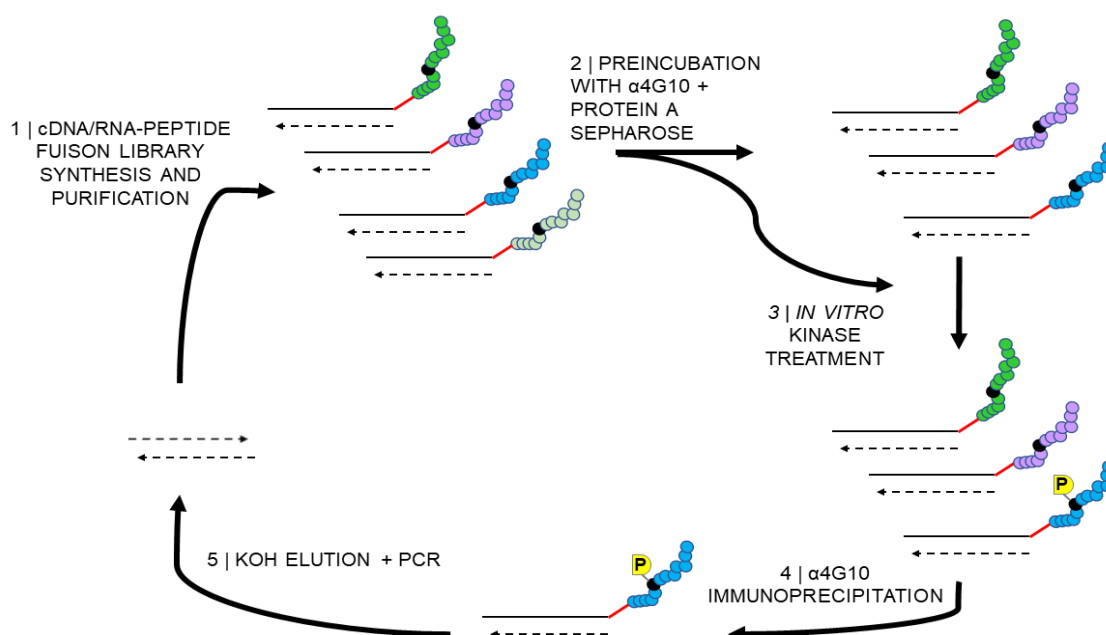 1 | cDNA/RNA-PEPTIDE
FUISON LIBRARY
SYNTHESIS AND
PURIFICATION
2 | PREINCUBATION
WITH α4G10 +
PROTEIN A
SEPHAROSE
3 | IN VITRO
KINASE
TREATMENT
P
4 | α4G10
IMMUNOPRECIPITATION
P
5 | KOH ELUTION + PCR